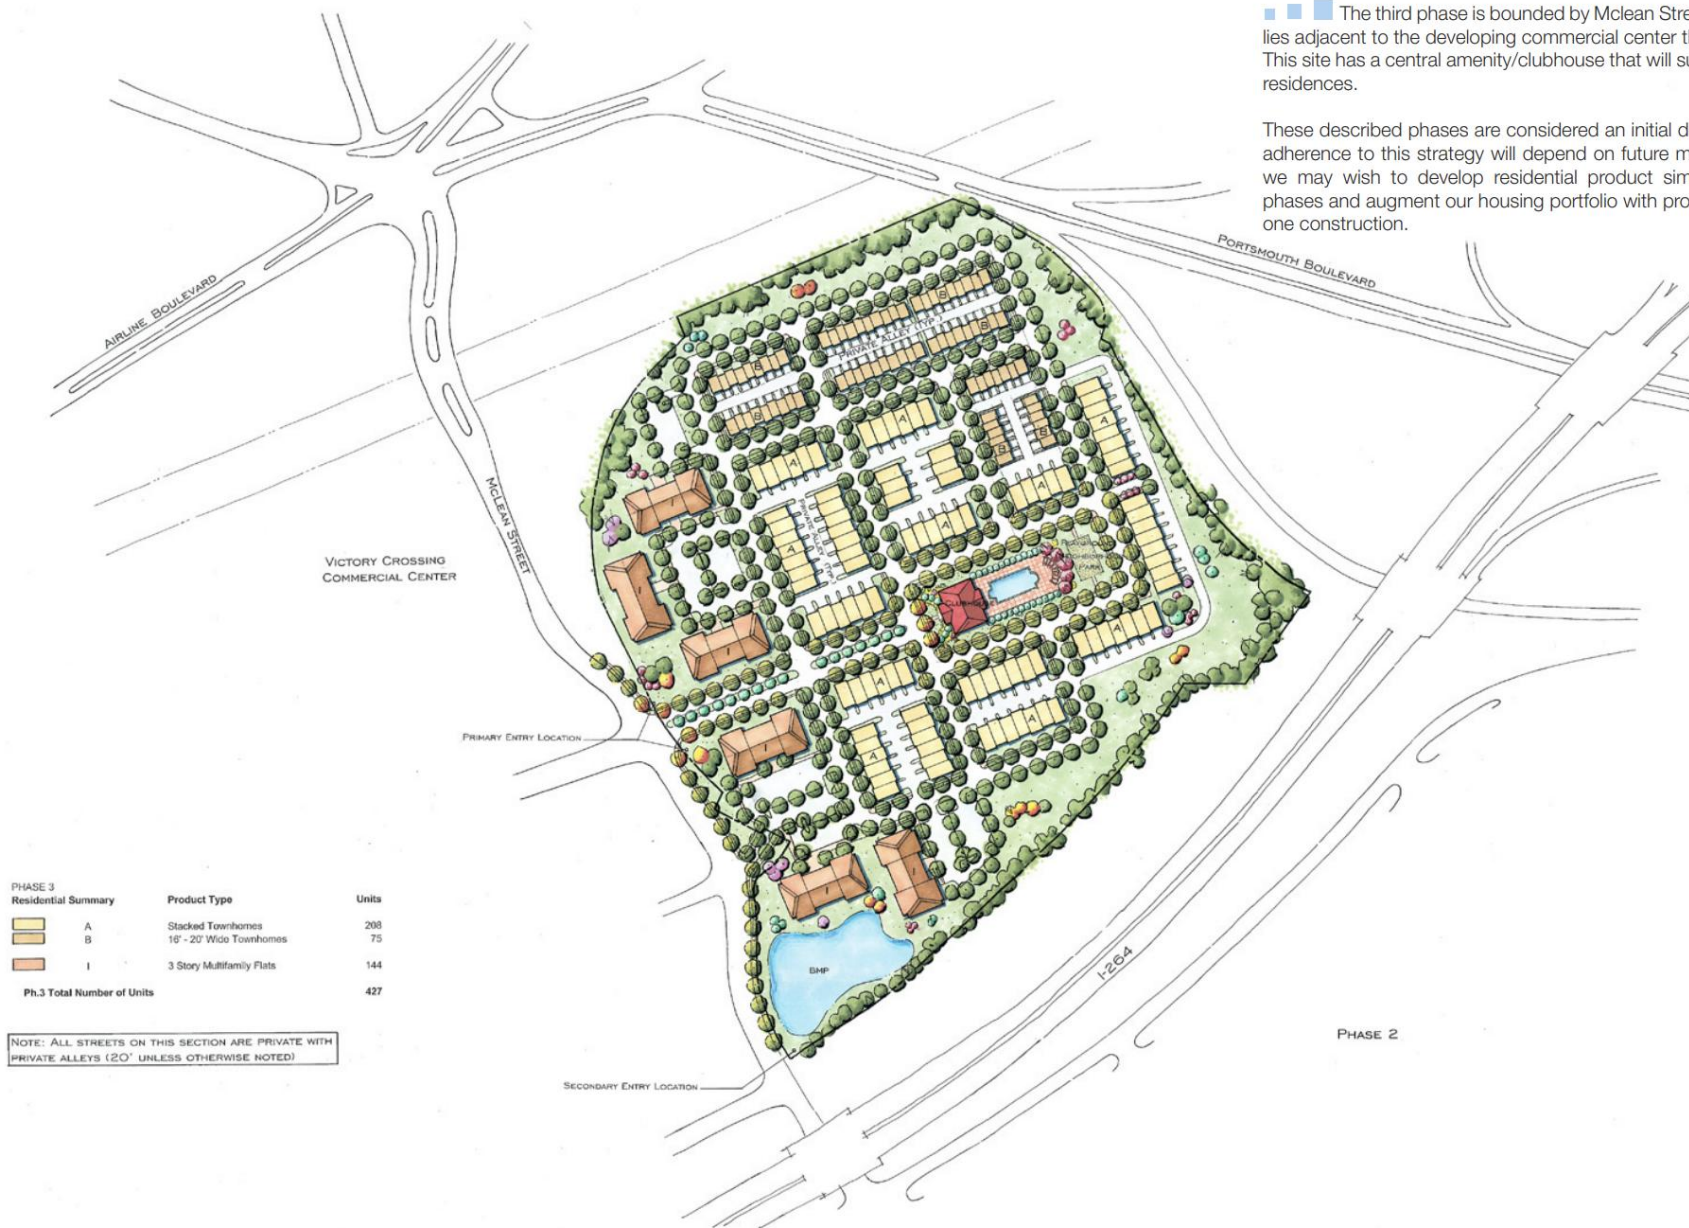 The third phase is bounded by Mclean Stre
lies adjacent to the developing commercial center th
This site has a central amenity/clubhouse that will su
residences.
These described phases are considered an initial d
adherence to this strategy will depend on future m
we may wish to develop residential product sim
phases and augment our housing portfolio with pro
one construction.
PORTSMOUTH BOULEVARD
AIRLINE BOULEVARD
MCLEAN STREET
VICTORY CROSSING
COMMERCIAL CENTER
B
B
PRIVATE ALLEY (TYP.)
B
B
B
B
A
A
A
A
A
A
PRIVATE ALLEY (TYP.)
PARK
CLUBHOUSE
A
A
A
A
I
I
I
I
I
I
PRIMARY ENTRY LOCATION
BMP
I-264
PHASE 2
SECONDARY ENTRY LOCATION
PHASE 3
Residential Summary Product Type Units
A Stacked Townhomes 208
B 16' - 20' Wide Townhomes 75
I 3 Story Multifamily Flats 144
Ph.3 Total Number of Units 427
NOTE: ALL STREETS ON THIS SECTION ARE PRIVATE WITH
PRIVATE ALLEYS (20' UNLESS OTHERWISE NOTED)